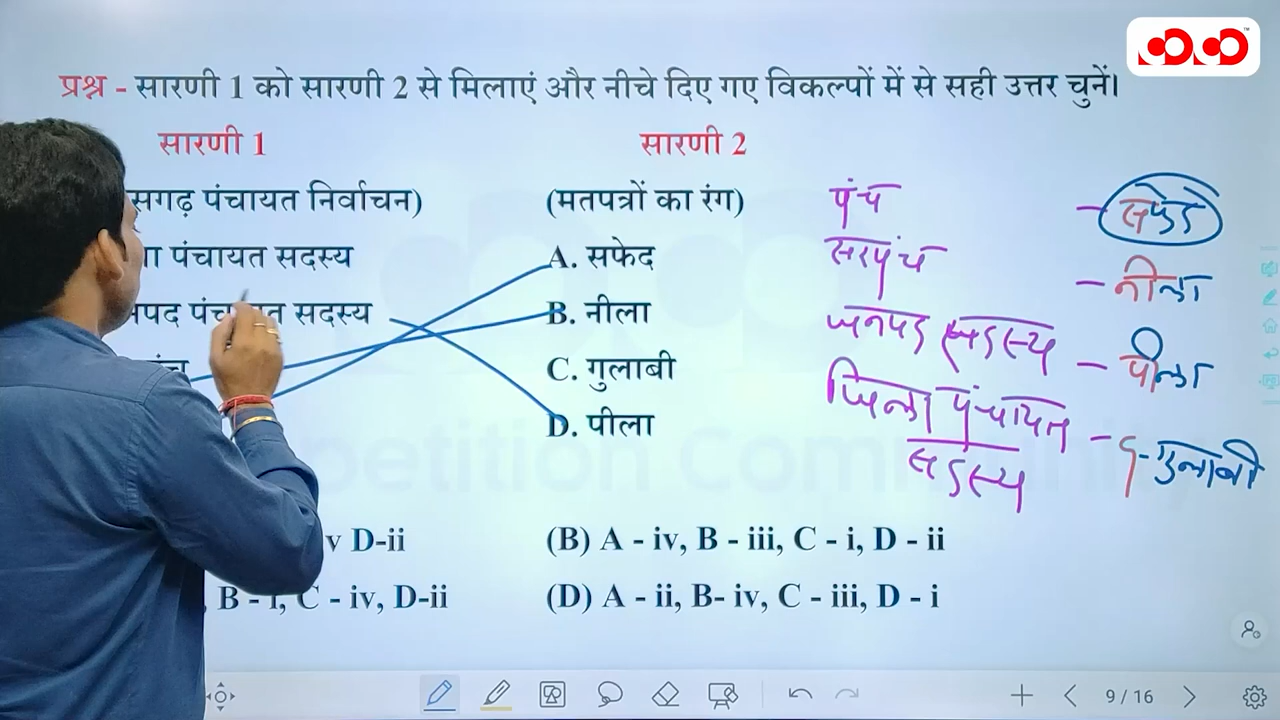 प्रश्न - सारणी 1 को सारणी 2 से मिलाएं और नीचे दिए गए विकल्पों में से सही उत्तर चुनें।
सारणी 1
सारणी 2
पंचायत निर्वाचन)
(मतपत्रों का रंग)
पंचायत सदस्य
A. सफेद
सदस्य
B. नीला
C. गुलाबी
D. पीला
पंच - सफेद
सरपंच - नीला
जनपद सदस्य - पीला
जिला पंचायत सदस्य - गुलाबी
D-ii
(B) A - iv, B - iii, C - i, D - ii
B - i, C - iv, D-ii
(D) A - ii, B- iv, C - iii, D - i
9 / 16